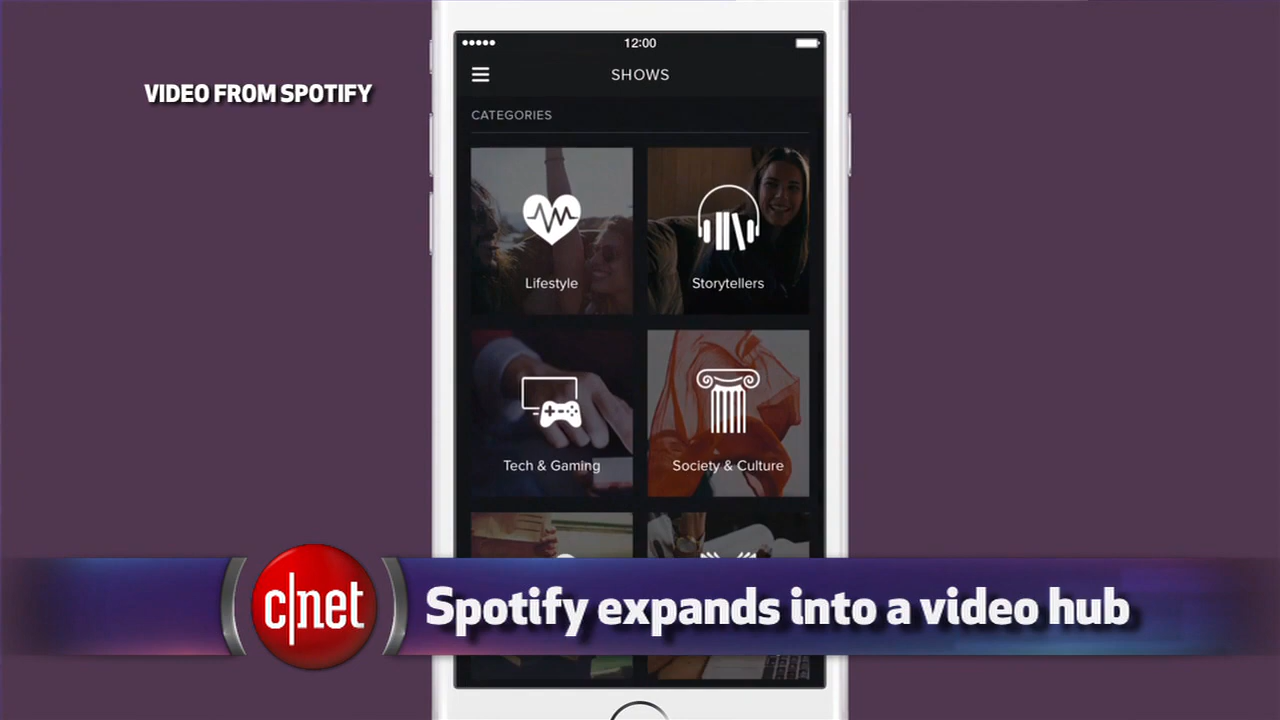 12:00
SHOWS
VIDEO FROM SPOTIFY
CATEGORIES
Lifestyle
Storytellers
Tech & Gaming
Society & Culture
c|net
Spotify expands into a video hub